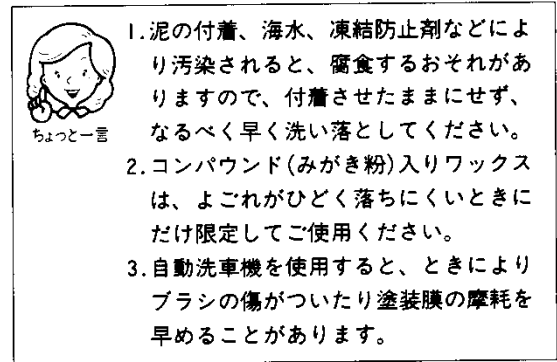 1.泥の付着、海水、凍結防止剤などによ
り汚染されると、腐食するおそれがあ
りますので、付着させたままにせず、
なるべく早く洗い落としてください。
2.コンパウンド(みがき粉)入りワックス
は、よごれがひどく落ちにくいときに
だけ限定してご使用ください。
3.自動洗車機を使用すると、ときにより
ブラシの傷がついたり塗装膜の摩耗を
早めることがあります。
ちょっと一言